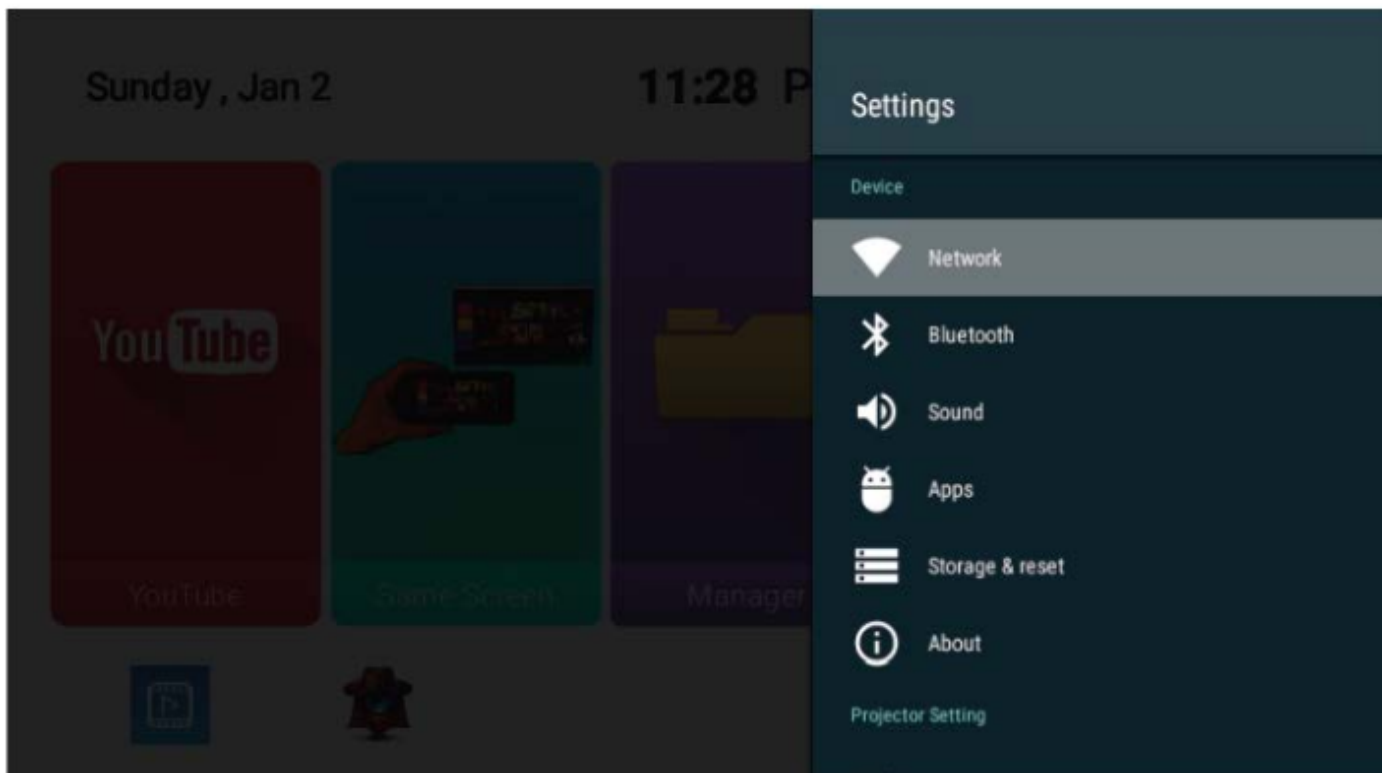 Sunday , Jan 2
11:28 P
YouTube
YouTube
Game Screen
Manager
Settings
Device
Network
Bluetooth
Sound
Apps
Storage & reset
About
Projector Setting